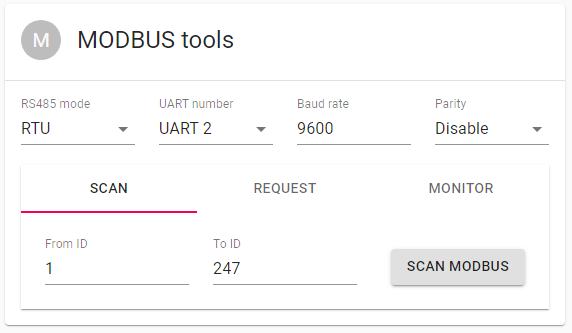 M MODBUS tools
RS485 mode UART number Baud rate Parity
RTU UART 2 9600 Disable
SCAN REQUEST MONITOR
From ID To ID
1 247 SCAN MODBUS